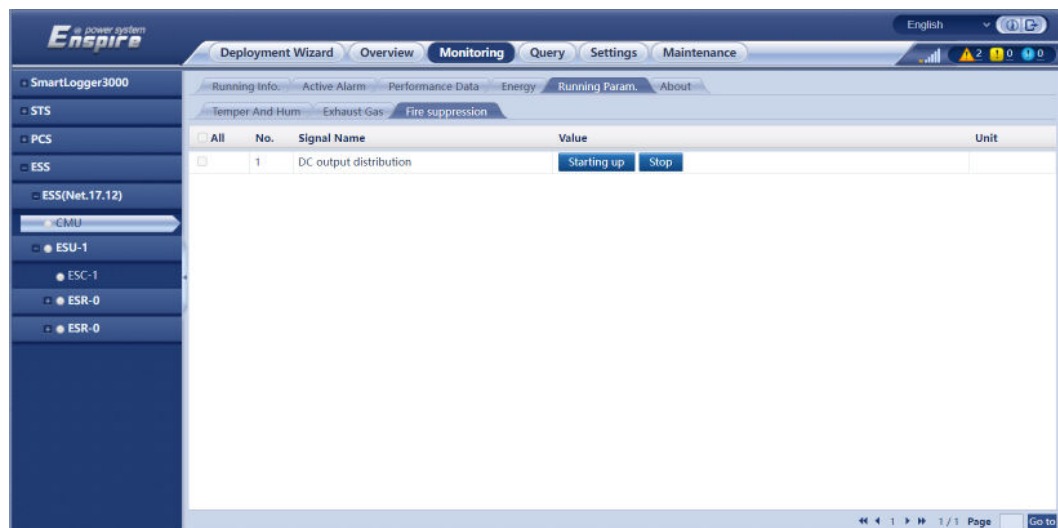 e power system
Enspire
English
Deployment Wizard Overview Monitoring Query Settings Maintenance
2 0 0
SmartLogger3000
STS
PCS
ESS
ESS(Net.17.12)
CMU
ESU-1
ESC-1
ESR-0
ESR-0
Running Info. Active Alarm Performance Data Energy Running Param. About
Temper And Hum Exhaust Gas Fire suppression
All No. Signal Name Value Unit
1 DC output distribution Starting up Stop
1 1/1 Page Go to